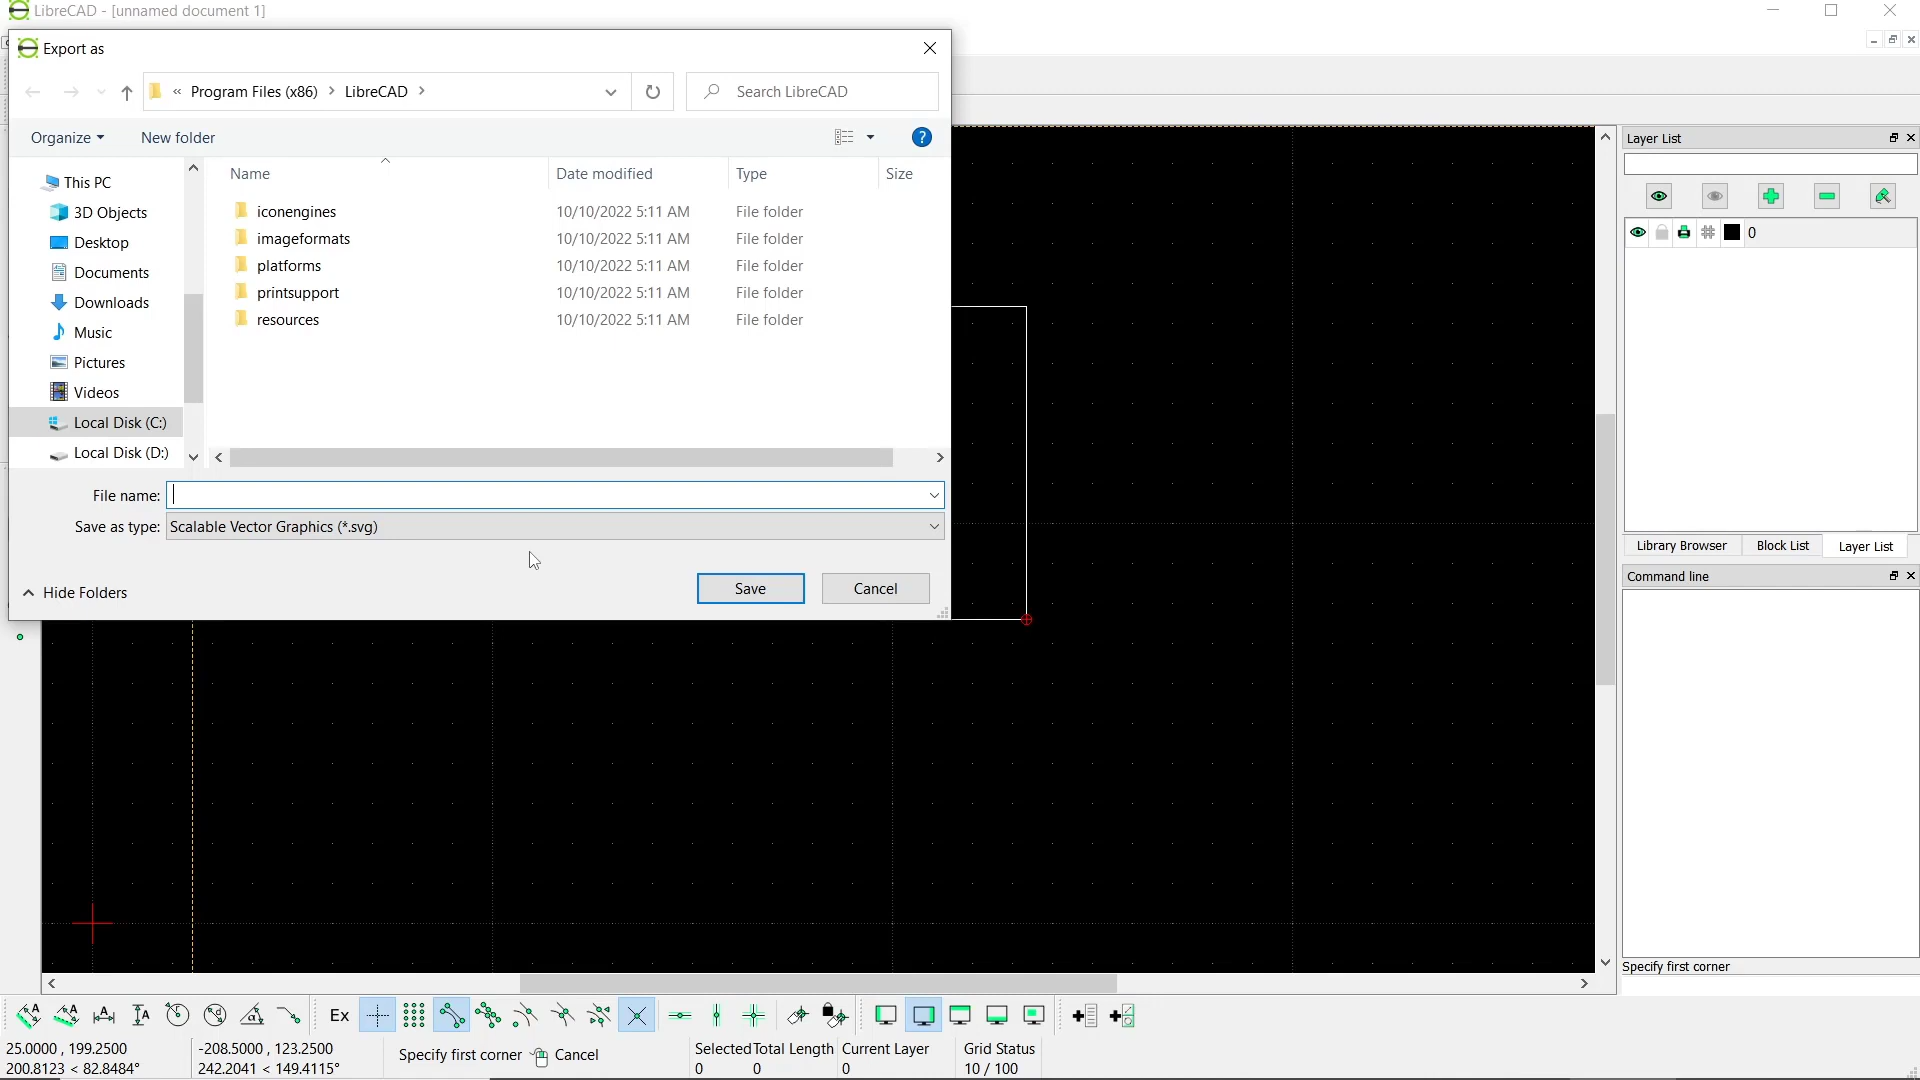 LibreCAD - [unnamed document 1]
Export as
« Program Files (x86) > LibreCAD >
Search LibreCAD
Organize
New folder
?
Name
Date modified
Type
Size
This PC
3D Objects
Desktop
Documents
Downloads
Music
Pictures
Videos
Local Disk (C:)
Local Disk (D:)
iconengines 10/10/2022 5:11 AM File folder
imageformats 10/10/2022 5:11 AM File folder
platforms 10/10/2022 5:11 AM File folder
printsupport 10/10/2022 5:11 AM File folder
resources 10/10/2022 5:11 AM File folder
File name:
Save as type: Scalable Vector Graphics (*.svg)
Hide Folders
Save
Cancel
Layer List
0
Library Browser
Block List
Layer List
Command line
Specify first corner
Ex
25.0000 , 199.2500
200.8123 < 82.8484°
-208.5000 , 123.2500
242.2041 < 149.4115°
Specify first corner
Cancel
Selected Total Length
0 0
Current Layer
0
Grid Status
10 / 100